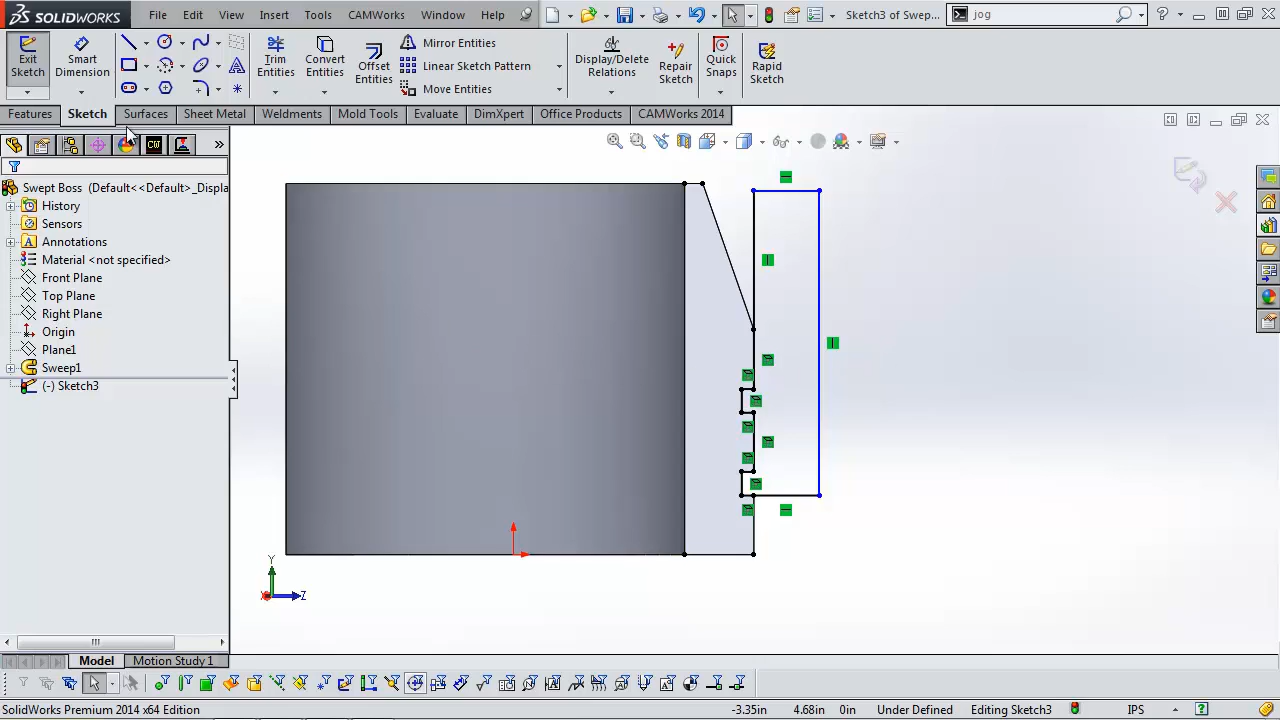 SOLIDWORKS File Edit View Insert Tools CAMWorks Window Help Sketch3 of Swep... jog
Exit Sketch
Smart Dimension
Trim Entities
Convert Entities
Offset Entities
Mirror Entities
Linear Sketch Pattern
Move Entities
Display/Delete Relations
Repair Sketch
Quick Snaps
Rapid Sketch
Features Sketch Surfaces Sheet Metal Weldments Mold Tools Evaluate DimXpert Office Products CAMWorks 2014
CW
Swept Boss (Default<<Default>_Displa
History
Sensors
Annotations
Material <not specified>
Front Plane
Top Plane
Right Plane
Origin
Plane1
Sweep1
(-) Sketch3
Y
X Z
Model Motion Study 1
SolidWorks Premium 2014 x64 Edition -3.35in 4.68in 0in Under Defined Editing Sketch3 IPS